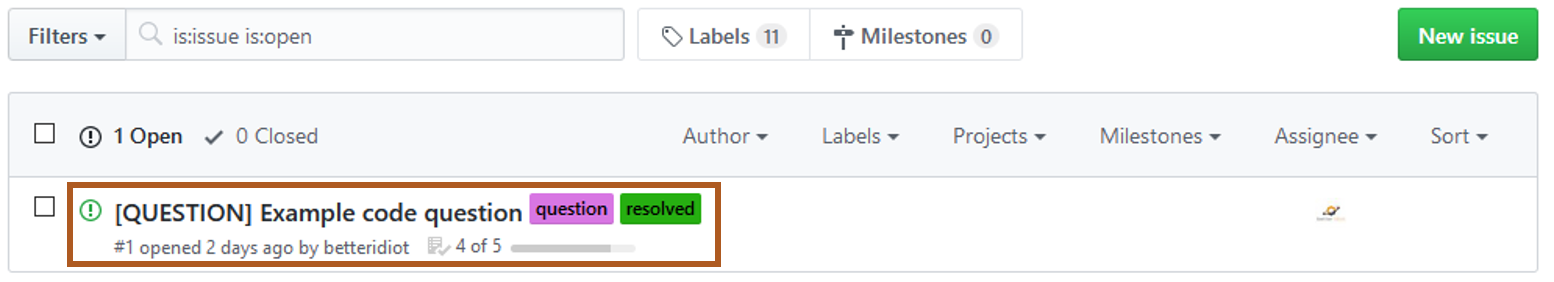 Filters is:issue is:open Labels 11 Milestones 0 New issue
1 Open 0 Closed Author Labels Projects Milestones Assignee Sort
[QUESTION] Example code question question resolved
#1 opened 2 days ago by betteridiot 4 of 5